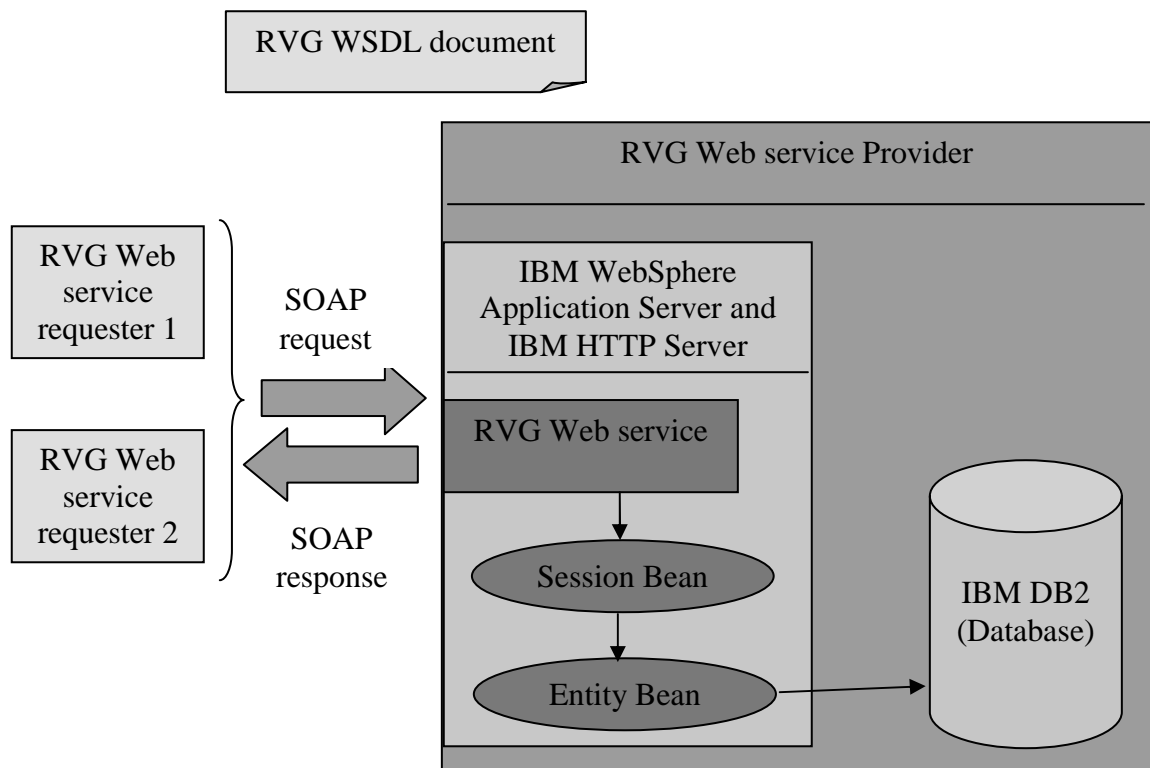 RVG WSDL document
RVG Web service Provider
RVG Web
service
requester 1
SOAP
request
IBM WebSphere
Application Server and
IBM HTTP Server
RVG Web service
RVG Web
service
requester 2
SOAP
response
Session Bean
Entity Bean
IBM DB2
(Database)